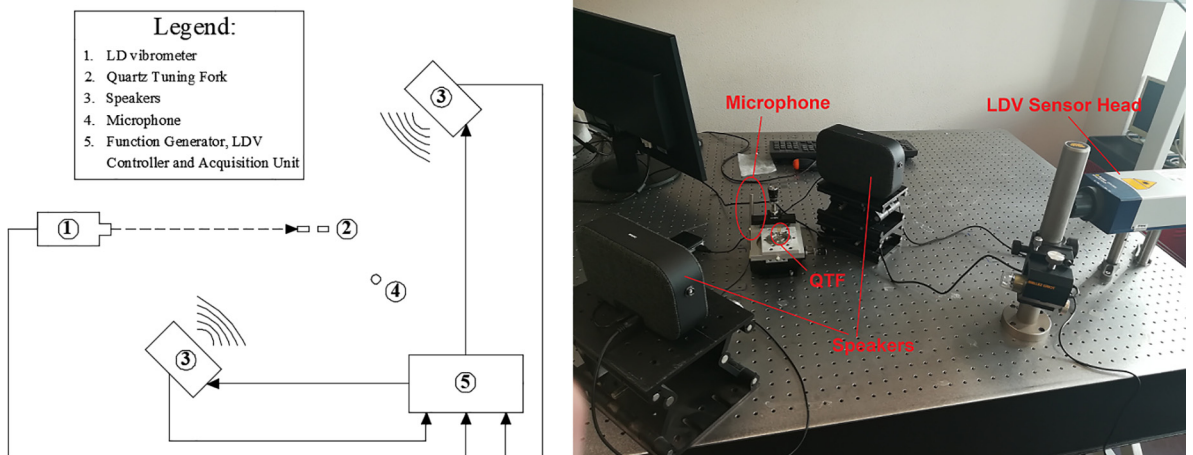 Legend:
1. LD vibrometer
2. Quartz Tuning Fork
3. Speakers
4. Microphone
5. Function Generator, LDV
Controller and Acquisition Unit
3
1
2
4
3
5
Microphone
LDV Sensor Head
QTF
Speakers